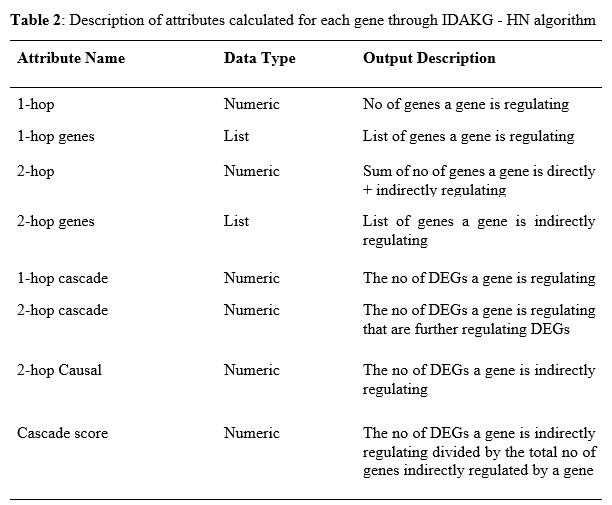 Table 2: Description of attributes calculated for each gene through IDAKG - HN algorithm
Attribute Name Data Type Output Description
1-hop Numeric No of genes a gene is regulating
1-hop genes List List of genes a gene is regulating
2-hop Numeric Sum of no of genes a gene is directly
+ indirectly regulating
2-hop genes List List of genes a gene is indirectly
regulating
1-hop cascade Numeric The no of DEGs a gene is regulating
2-hop cascade Numeric The no of DEGs a gene is regulating
that are further regulating DEGs
2-hop Causal Numeric The no of DEGs a gene is indirectly
regulating
Cascade score Numeric The no of DEGs a gene is indirectly
regulating divided by the total no of
genes indirectly regulated by a gene